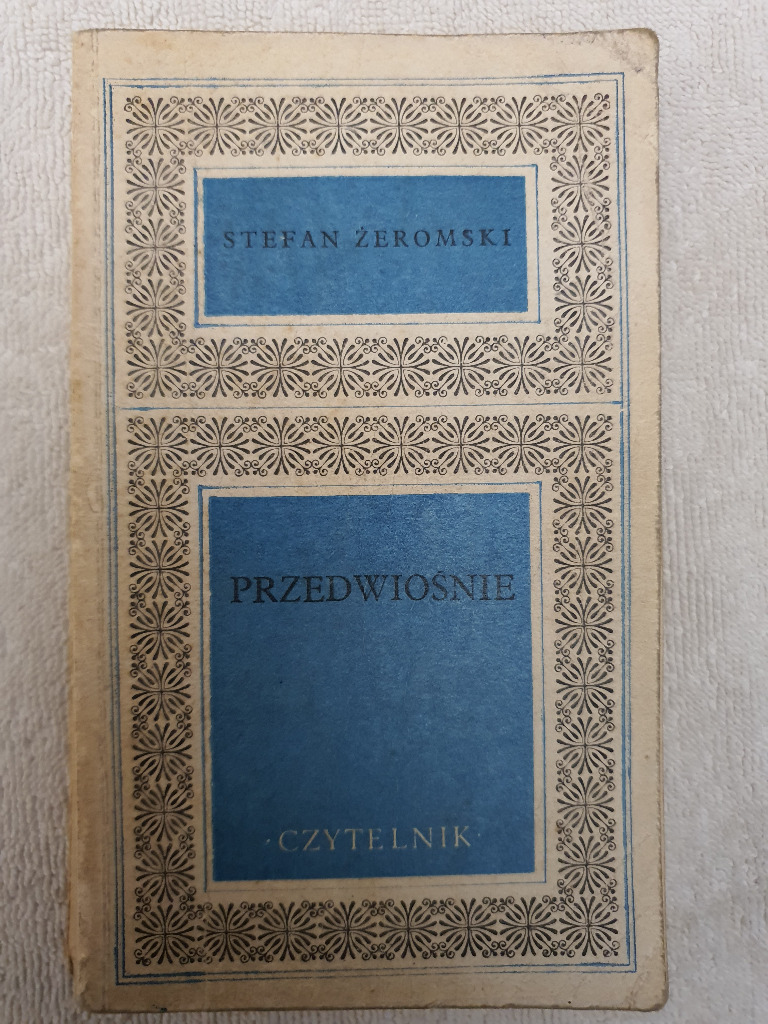 STEFAN ŻEROMSKI
PRZEDWIOŚNIE
·CZYTELNIK·